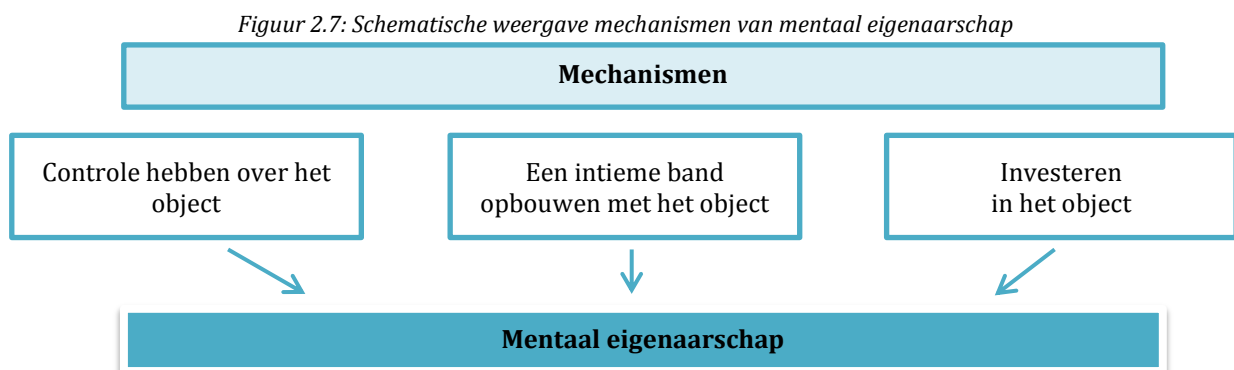 Figuur 2.7: Schematische weergave mechanismen van mentaal eigenaarschap
Mechanismen
Controle hebben over het
object
Een intieme band
opbouwen met het object
Investeren
in het object
Mentaal eigenaarschap